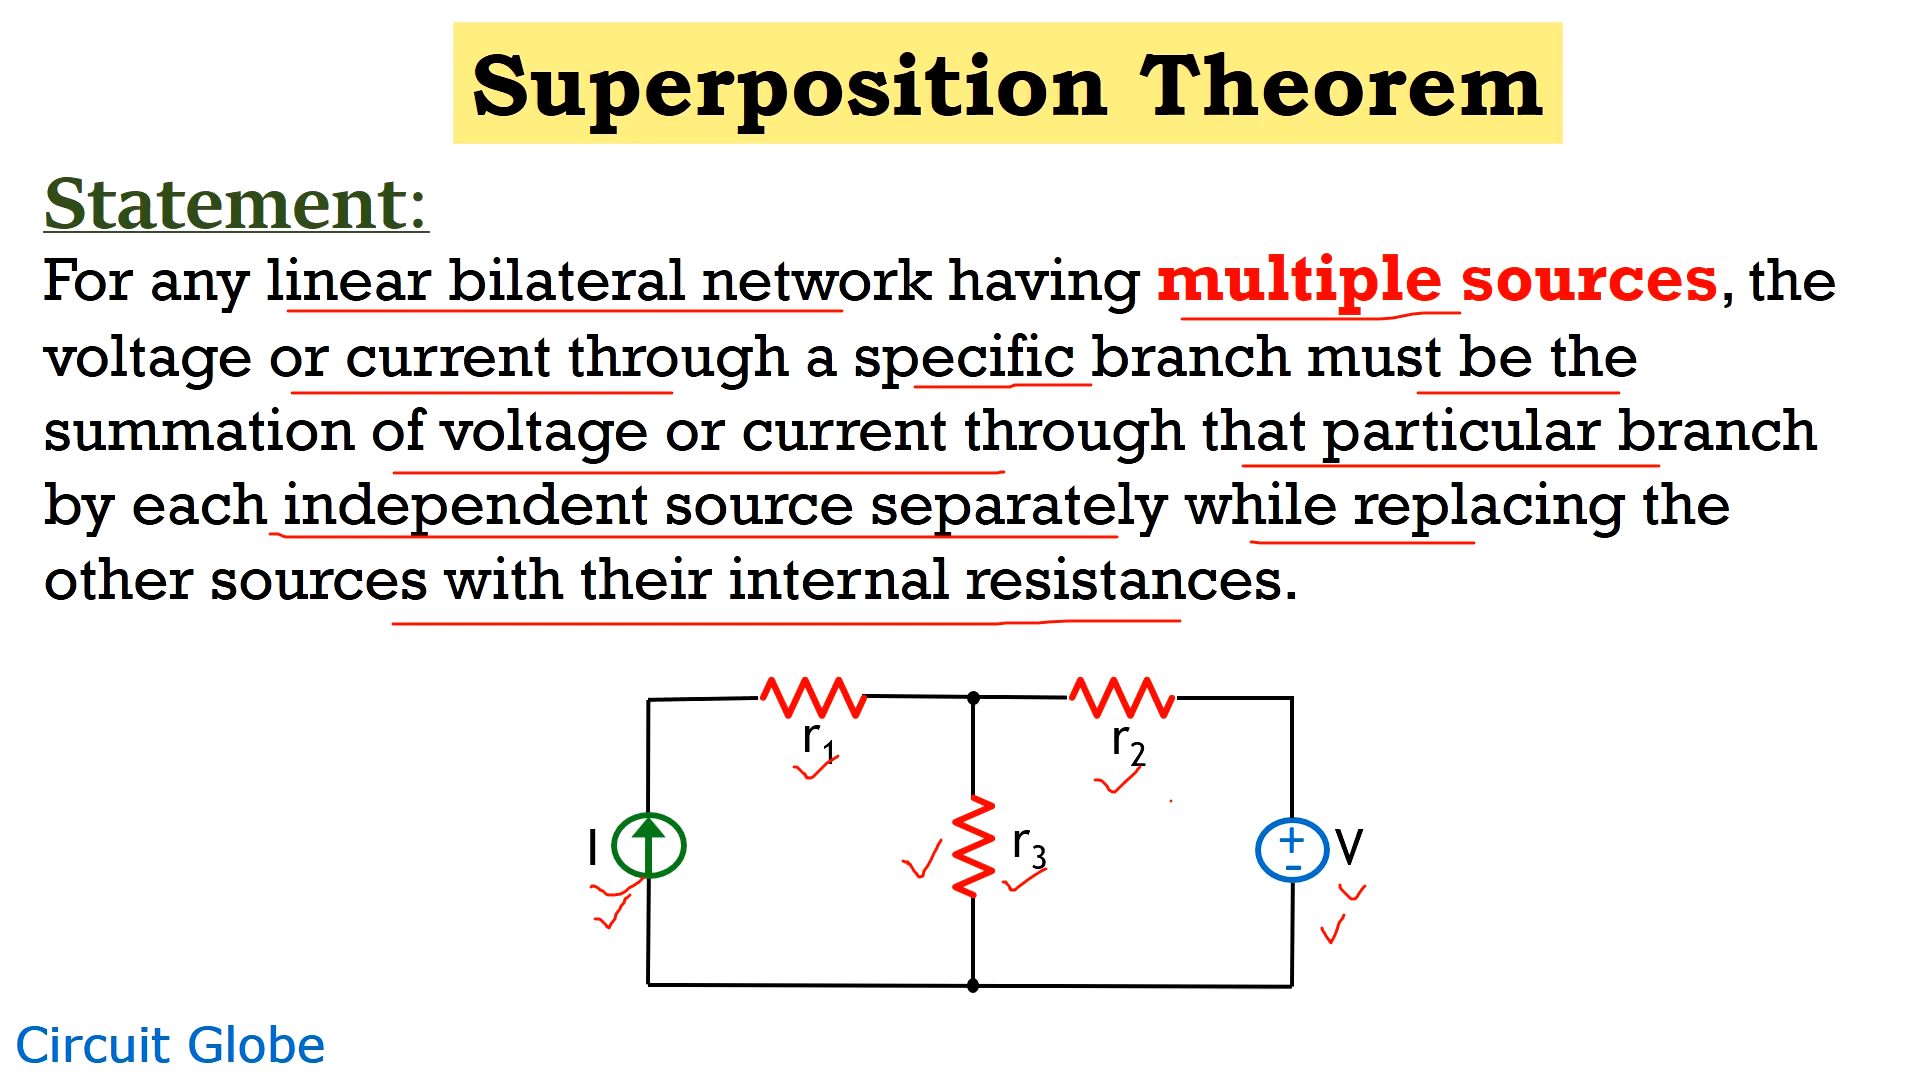 Superposition Theorem
Statement:
For any linear bilateral network having multiple sources, the
voltage or current through a specific branch must be the
summation of voltage or current through that particular branch
by each independent source separately while replacing the
other sources with their internal resistances.
r₁
r₂
I
r₃
+
-
V
Circuit Globe